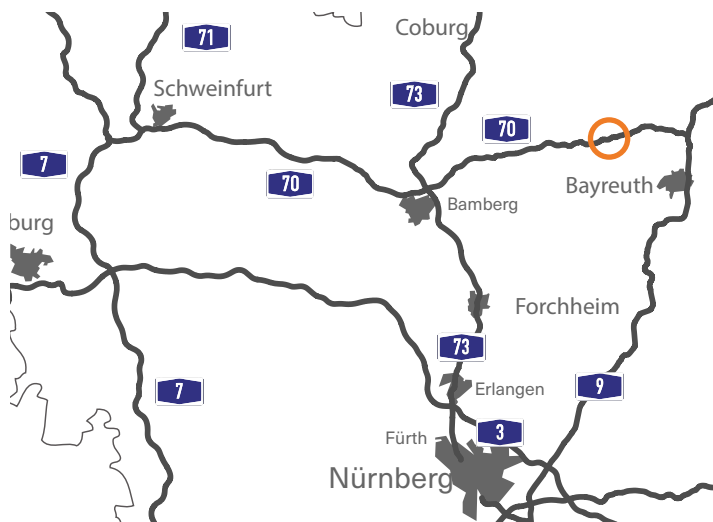 Coburg
71
73
Schweinfurt
70
7
70
Bayreuth
Bamberg
burg
Forchheim
73
7
Erlangen
9
3
Fürth
Nürnberg